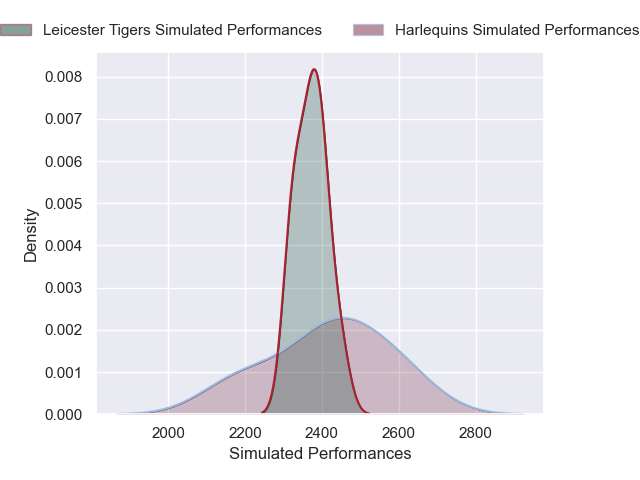 Leicester Tigers Simulated Performances Harlequins Simulated Performances
0.008
0.007
0.006
0.005
0.004
0.003
0.002
0.001
0.000
Density
2000 2200 2400 2600 2800
Simulated Performances